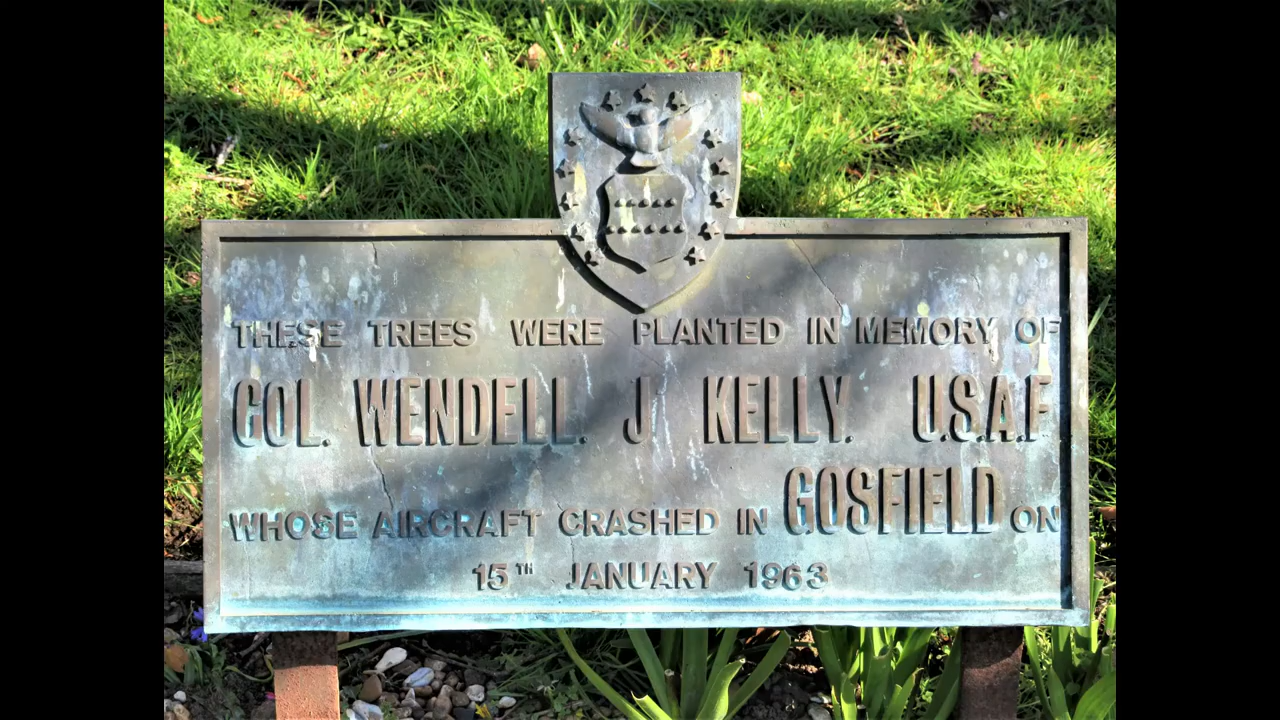 THESE TREES WERE PLANTED IN MEMORY OF
COL. WENDELL. J. KELLY. U.S.A.F
WHOSE AIRCRAFT CRASHED IN GOSFIELD ON
15TH JANUARY 1963